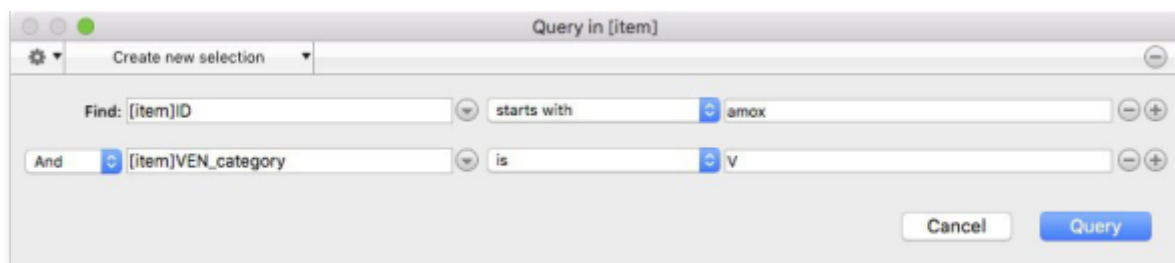 Query in [item]
Create new selection
Find: [item]ID starts with amox
And [item]VEN_category is V
Cancel Query